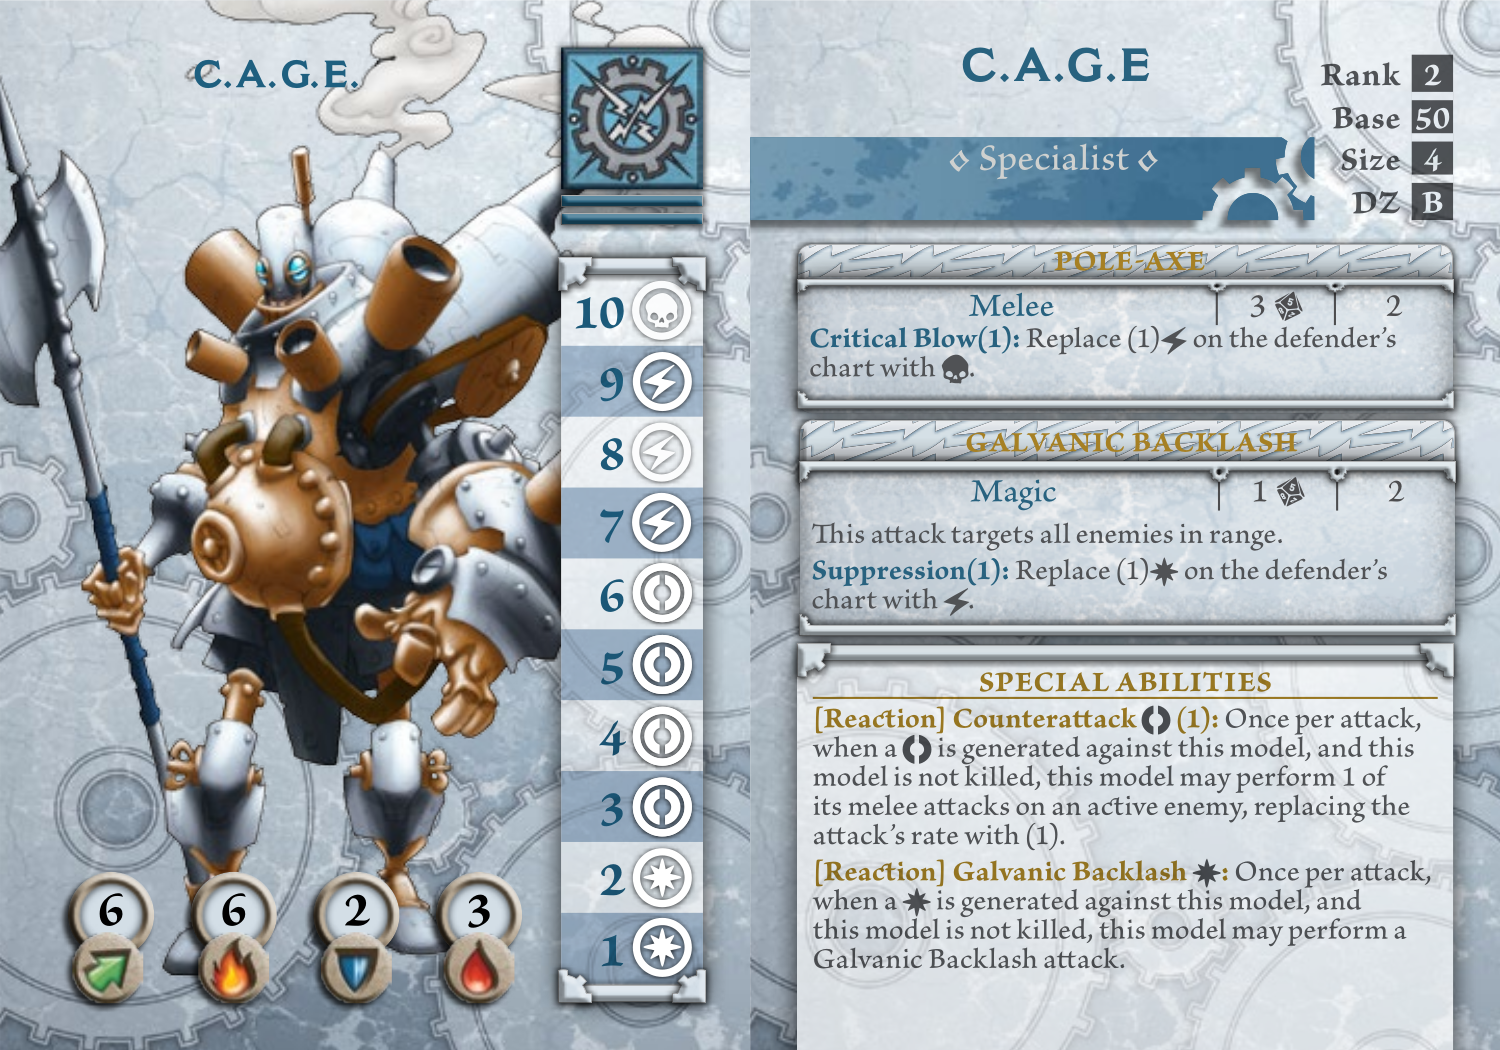 C.A.G.E.
10
9
8
7
6
5
4
3
2
1
6 6 2 3
C.A.G.E
Specialist
Rank 2
Base 50
Size 4
DZ B
POLE-AXE
Melee 3 2
Critical Blow(1): Replace (1) on the defender's
chart with .
GALVANIC BACKLASH
Magic 1 2
This attack targets all enemies in range.
Suppression(1): Replace (1) on the defender's
chart with .
SPECIAL ABILITIES
[Reaction] Counterattack (1): Once per attack,
when a is generated against this model, and this
model is not killed, this model may perform 1 of
its melee attacks on an active enemy, replacing the
attack's rate with (1).
[Reaction] Galvanic Backlash : Once per attack,
when a is generated against this model, and
this model is not killed, this model may perform a
Galvanic Backlash attack.